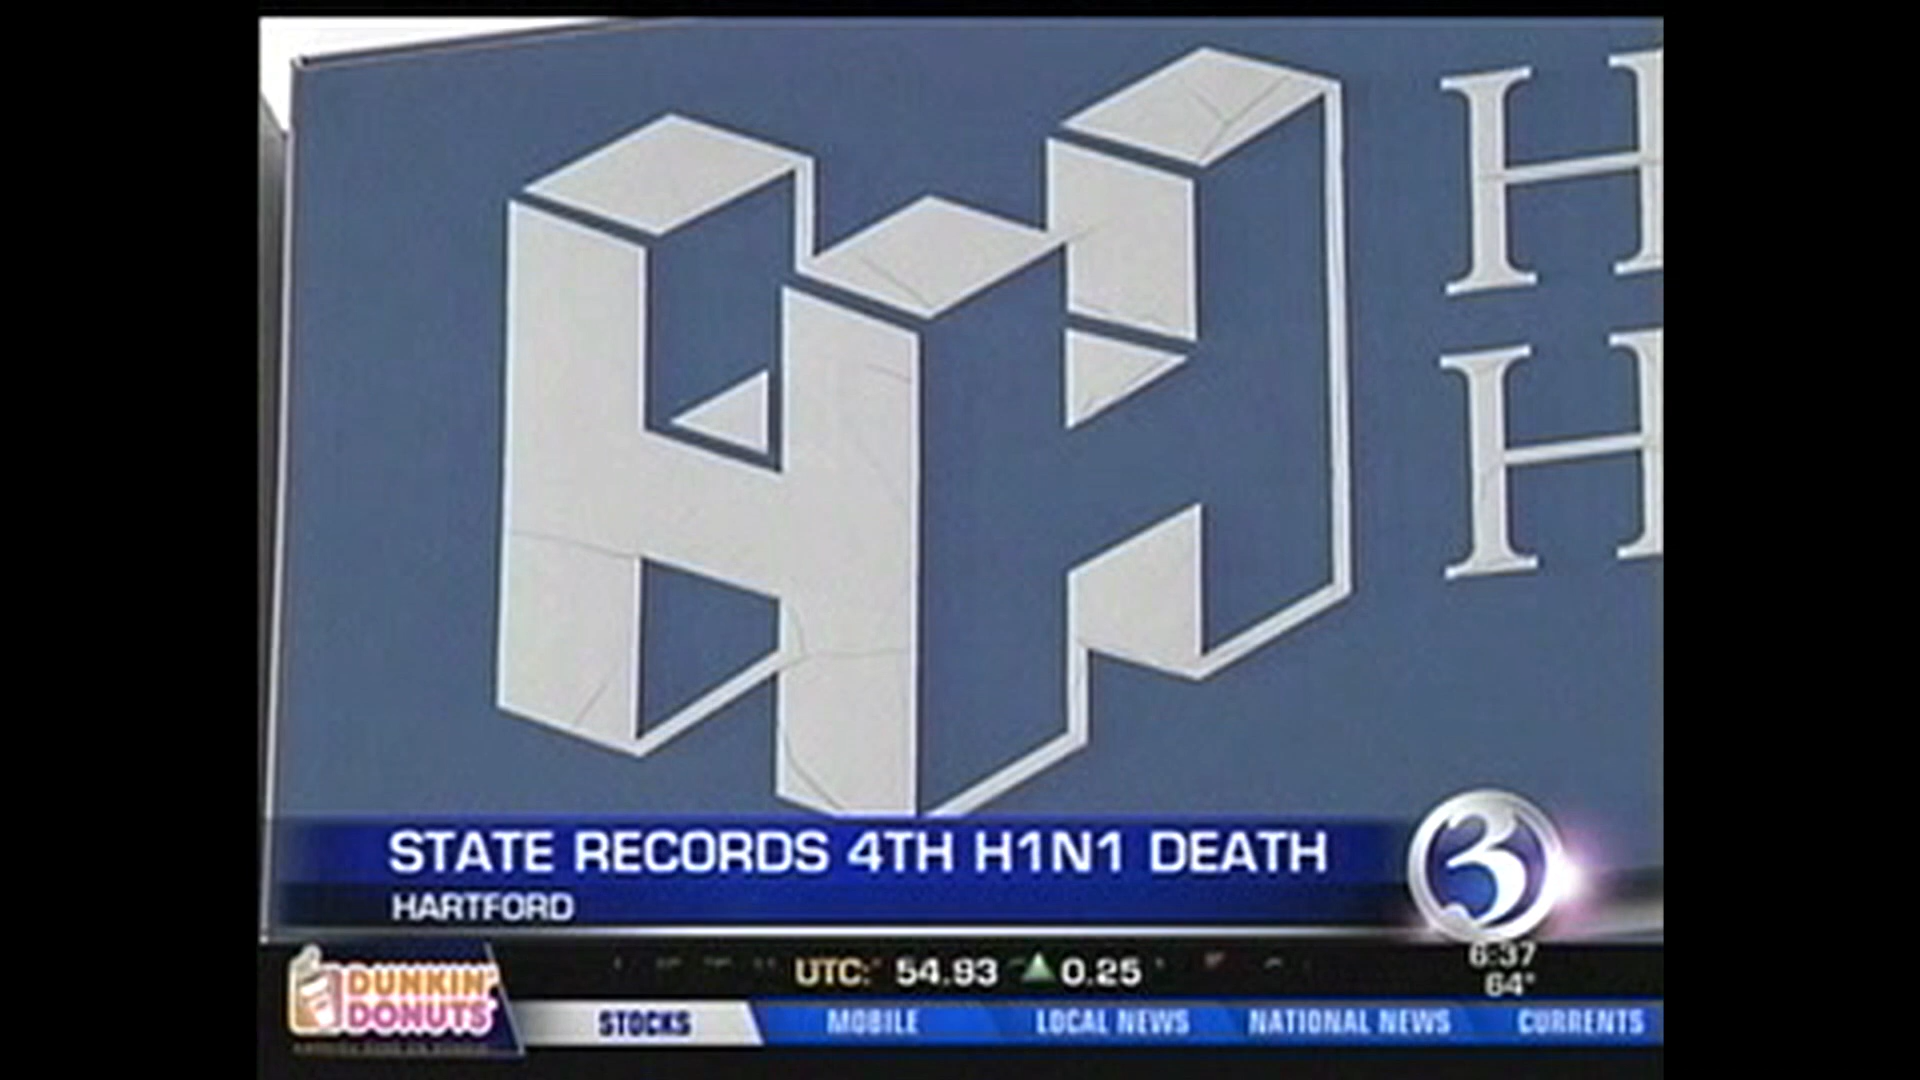 H
H
STATE RECORDS 4TH H1N1 DEATH
HARTFORD
3
UTC: 54.93 ▲0.25
6:37
64°
DUNKIN'
DONUTS
STOCKS MOBILE LOCAL NEWS NATIONAL NEWS CURRENTS